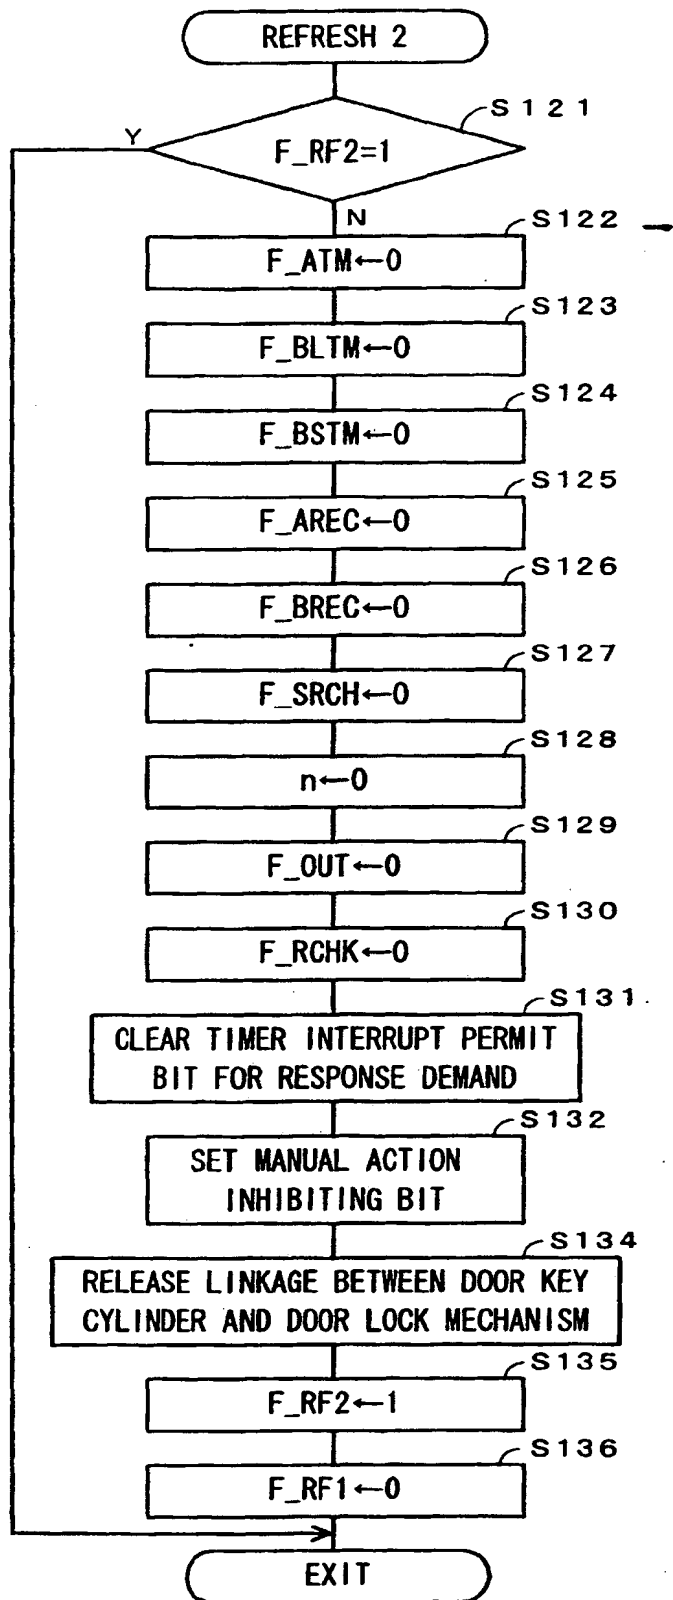 REFRESH 2
S121
Y
F_RF2=1
N
S122
F_ATM←0
S123
F_BLTM←0
S124
F_BSTM←0
S125
F_AREC←0
S126
F_BREC←0
S127
F_SRCH←0
S128
n←0
S129
F_OUT←0
S130
F_RCHK←0
S131
CLEAR TIMER INTERRUPT PERMIT
BIT FOR RESPONSE DEMAND
S132
SET MANUAL ACTION
INHIBITING BIT
S134
RELEASE LINKAGE BETWEEN DOOR KEY
CYLINDER AND DOOR LOCK MECHANISM
S135
F_RF2←1
S136
F_RF1←0
EXIT